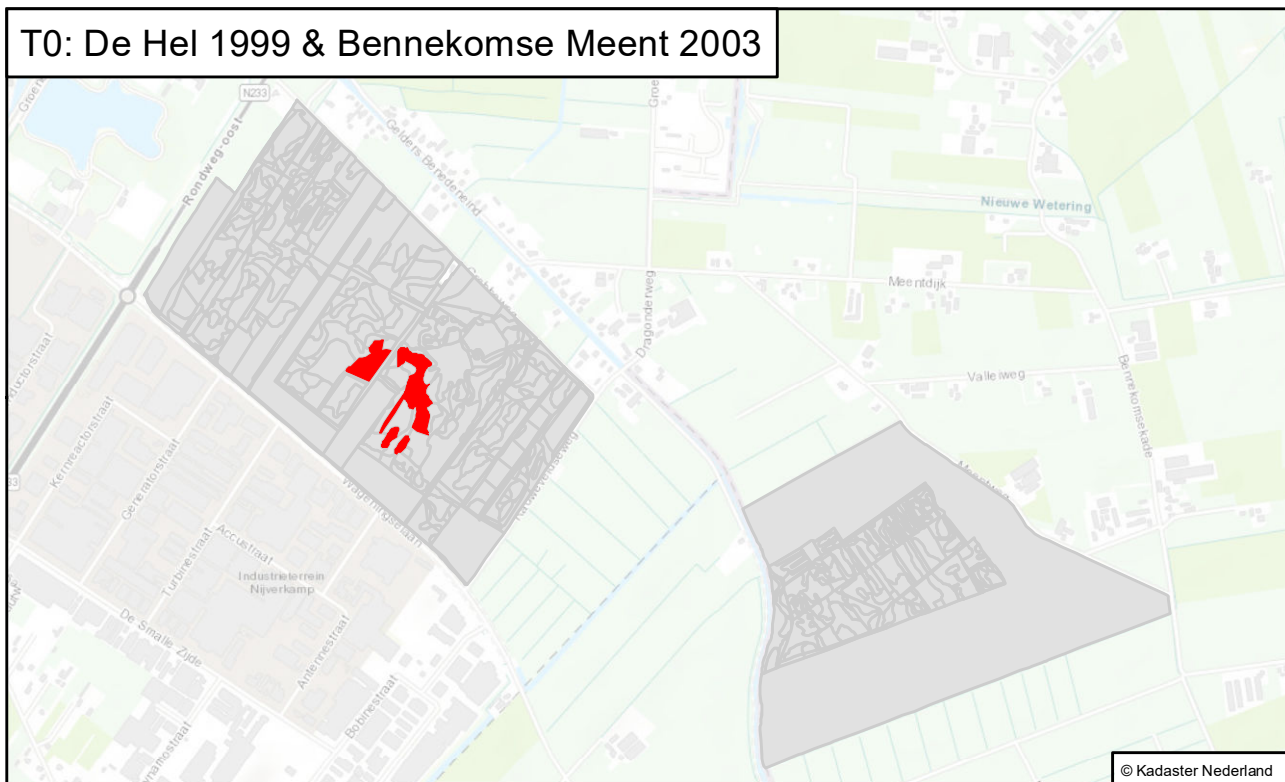 T0: De Hel 1999 & Bennekomse Meent 2003
N233
Rondweg-oost
Gelders Benedeneind
Nieuwe Wetering
Meentdijk
Dragonderweg
Valleiweg
Bennekomsekade
Kernreactorstraat
Generatorstraat
Accustraat
Turbinestraat
Industrieterrein
Nijverkamp
De Smalle Zijde
Antennestraat
Bobinestraat
© Kadaster Nederland